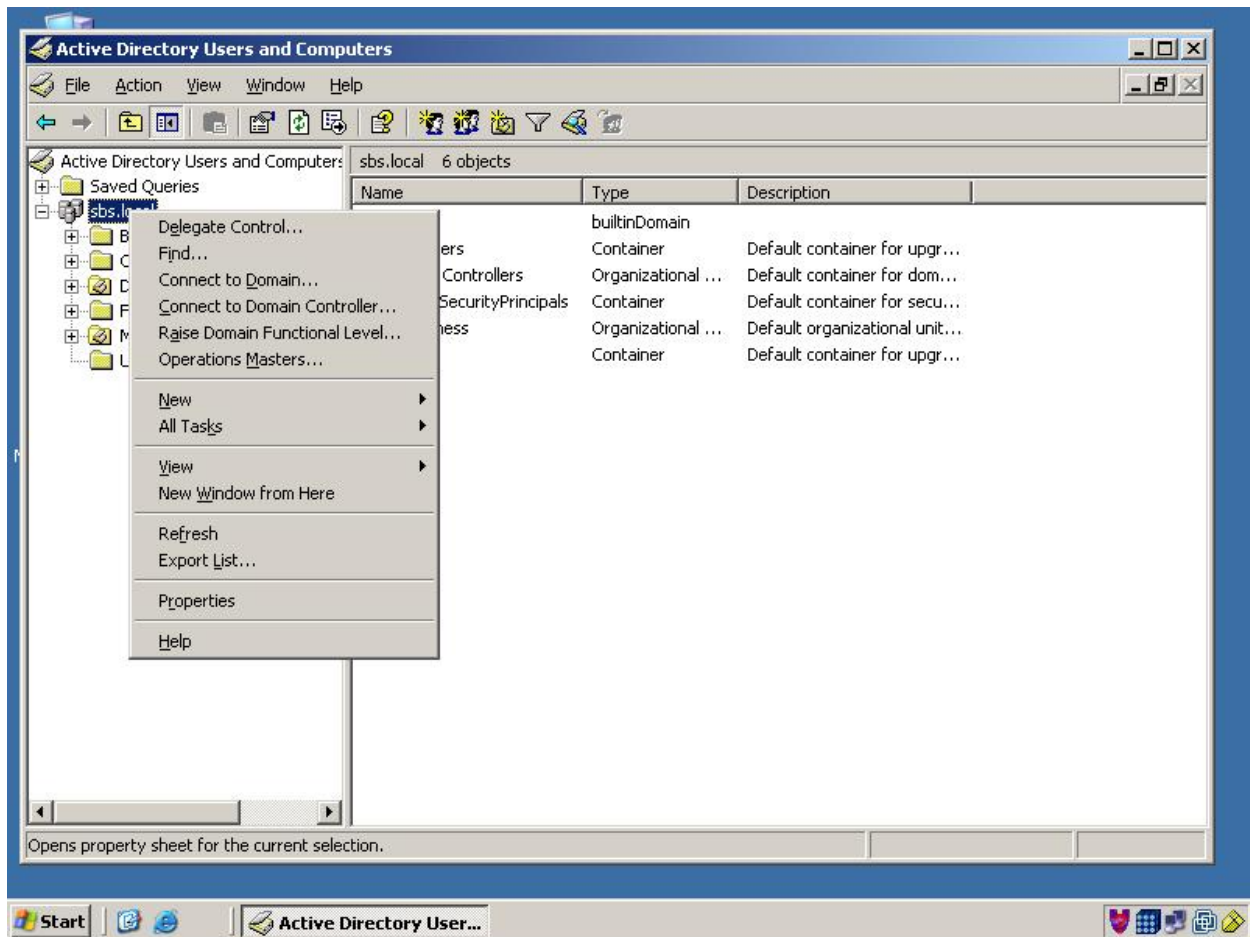 Active Directory Users and Computers
File Action View Window Help
Active Directory Users and Computers
sbs.local 6 objects
Saved Queries
Name Type Description
sbs.local
builtinDomain
Container Default container for upgr...
Controllers Organizational ... Default container for dom...
SecurityPrincipals Container Default container for secu...
Organizational ... Default organizational unit...
Container Default container for upgr...
Delegate Control...
Find...
Connect to Domain...
Connect to Domain Controller...
Raise Domain Functional Level...
Operations Masters...
New
All Tasks
View
New Window from Here
Refresh
Export List...
Properties
Help
Opens property sheet for the current selection.
Start
Active Directory User...